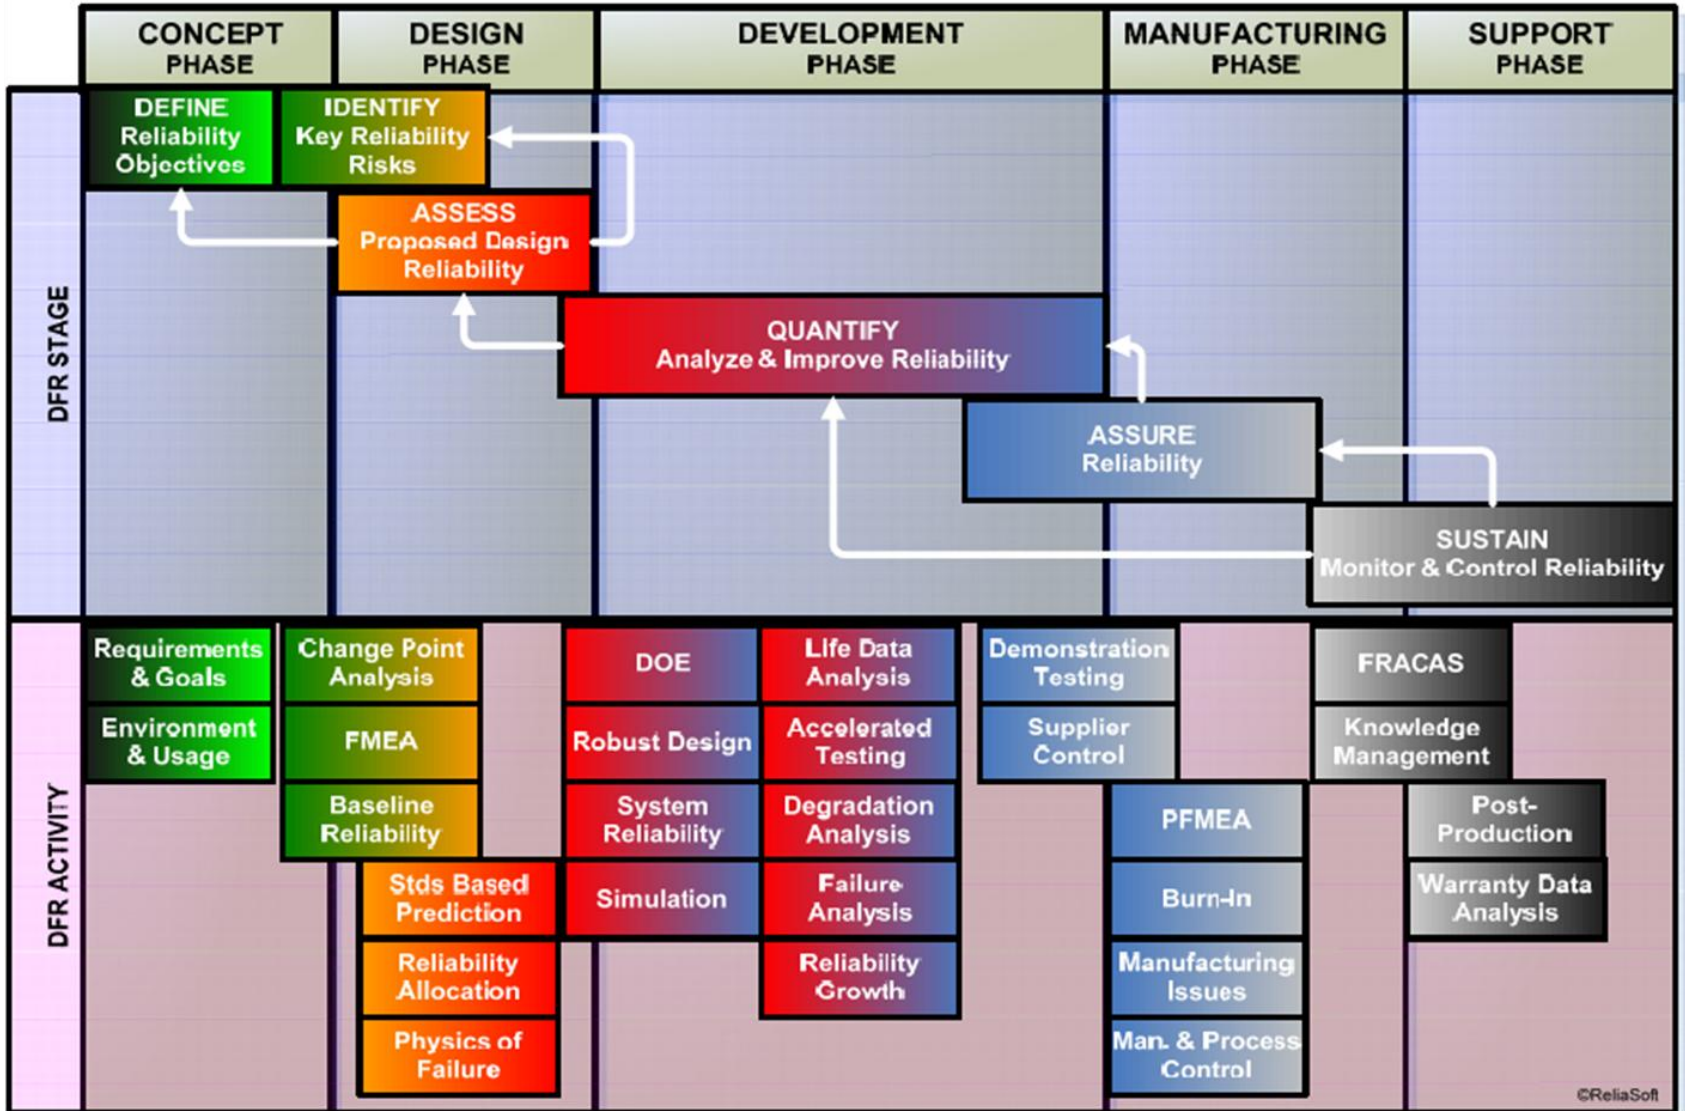 CONCEPT
PHASE
DESIGN
PHASE
DEVELOPMENT
PHASE
MANUFACTURING
PHASE
SUPPORT
PHASE
DFR STAGE
DEFINE
Reliability
Objectives
IDENTIFY
Key Reliability
Risks
ASSESS
Proposed Design
Reliability
QUANTIFY
Analyze & Improve Reliability
ASSURE
Reliability
SUSTAIN
Monitor & Control Reliability
DFR ACTIVITY
Requirements
& Goals
Environment
& Usage
Change Point
Analysis
FMEA
Baseline
Reliability
Stds Based
Prediction
Reliability
Allocation
Physics of
Failure
DOE
Robust Design
System
Reliability
Simulation
LIfe Data
Analysis
Accelerated
Testing
Degradation
Analysis
Failure
Analysis
Reliability
Growth
Demonstration
Testing
Supplier
Control
PFMEA
Burn-In
Manufacturing
Issues
Man. & Process
Control
FRACAS
Knowledge
Management
Post-
Production
Warranty Data
Analysis
©ReliaSoft